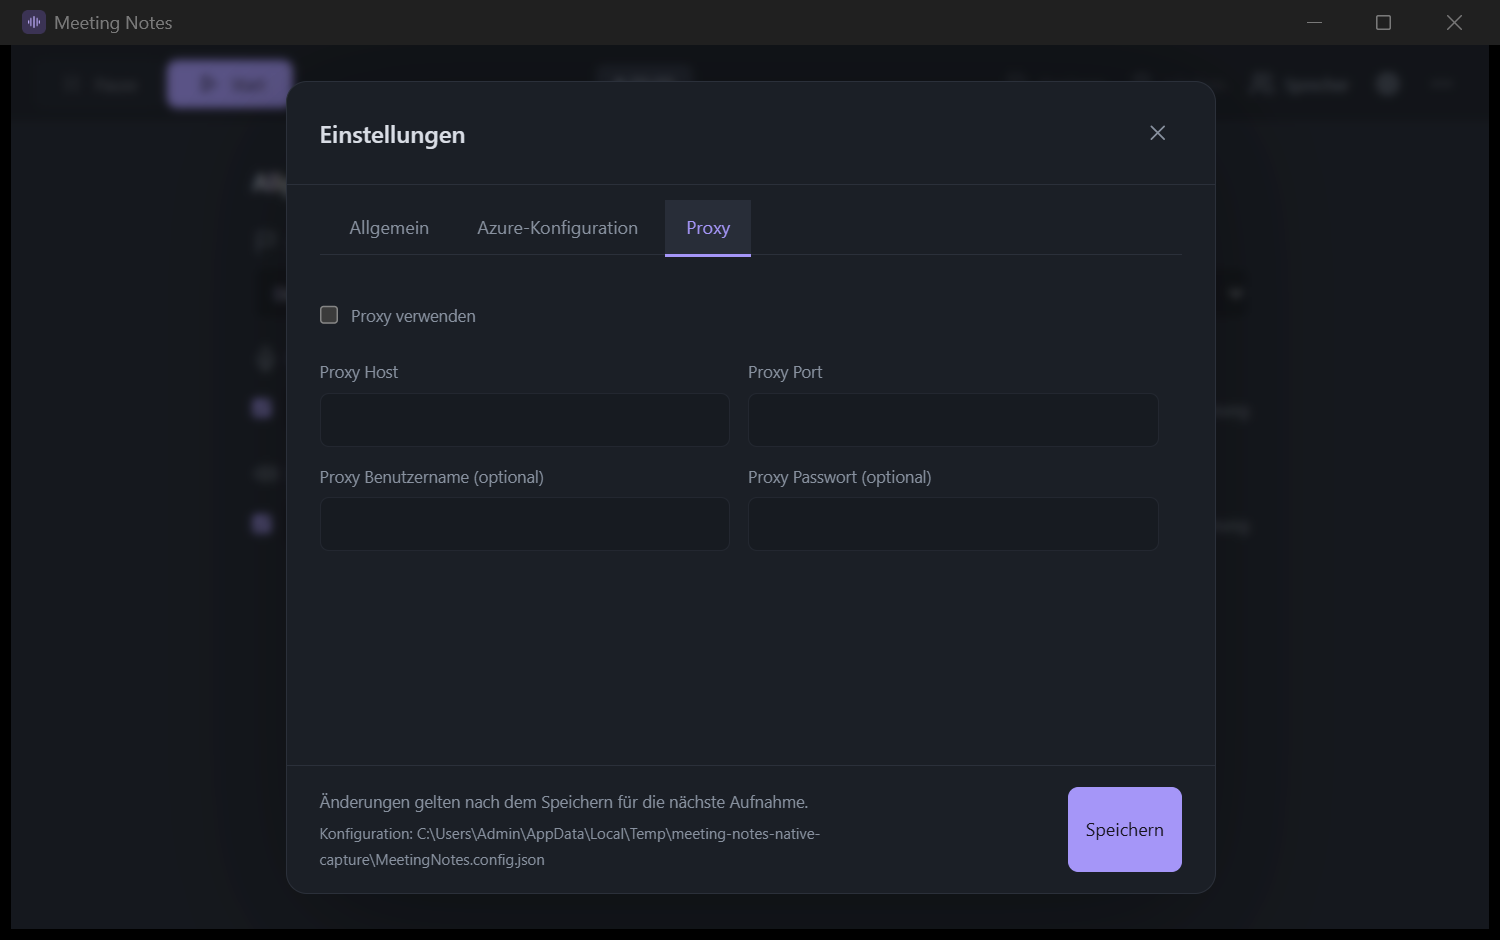 Meeting Notes
Einstellungen
Allgemein
Azure-Konfiguration
Proxy
Proxy verwenden
Proxy Host
Proxy Port
Proxy Benutzername (optional)
Proxy Passwort (optional)
Änderungen gelten nach dem Speichern für die nächste Aufnahme.
Konfiguration: C:\Users\Admin\AppData\Local\Temp\meeting-notes-native-
capture\MeetingNotes.config.json
Speichern